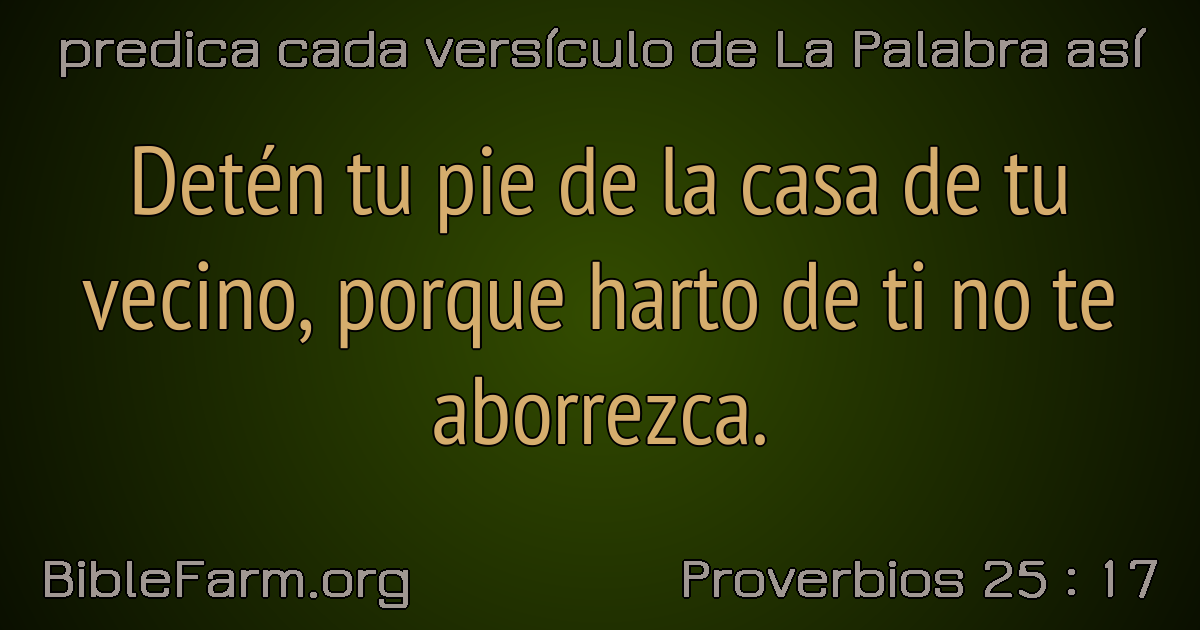 predica cada versículo de La Palabra así
Detén tu pie de la casa de tu
vecino, porque harto de ti no te
aborrezca.
BibleFarm.org
Proverbios 25 : 17